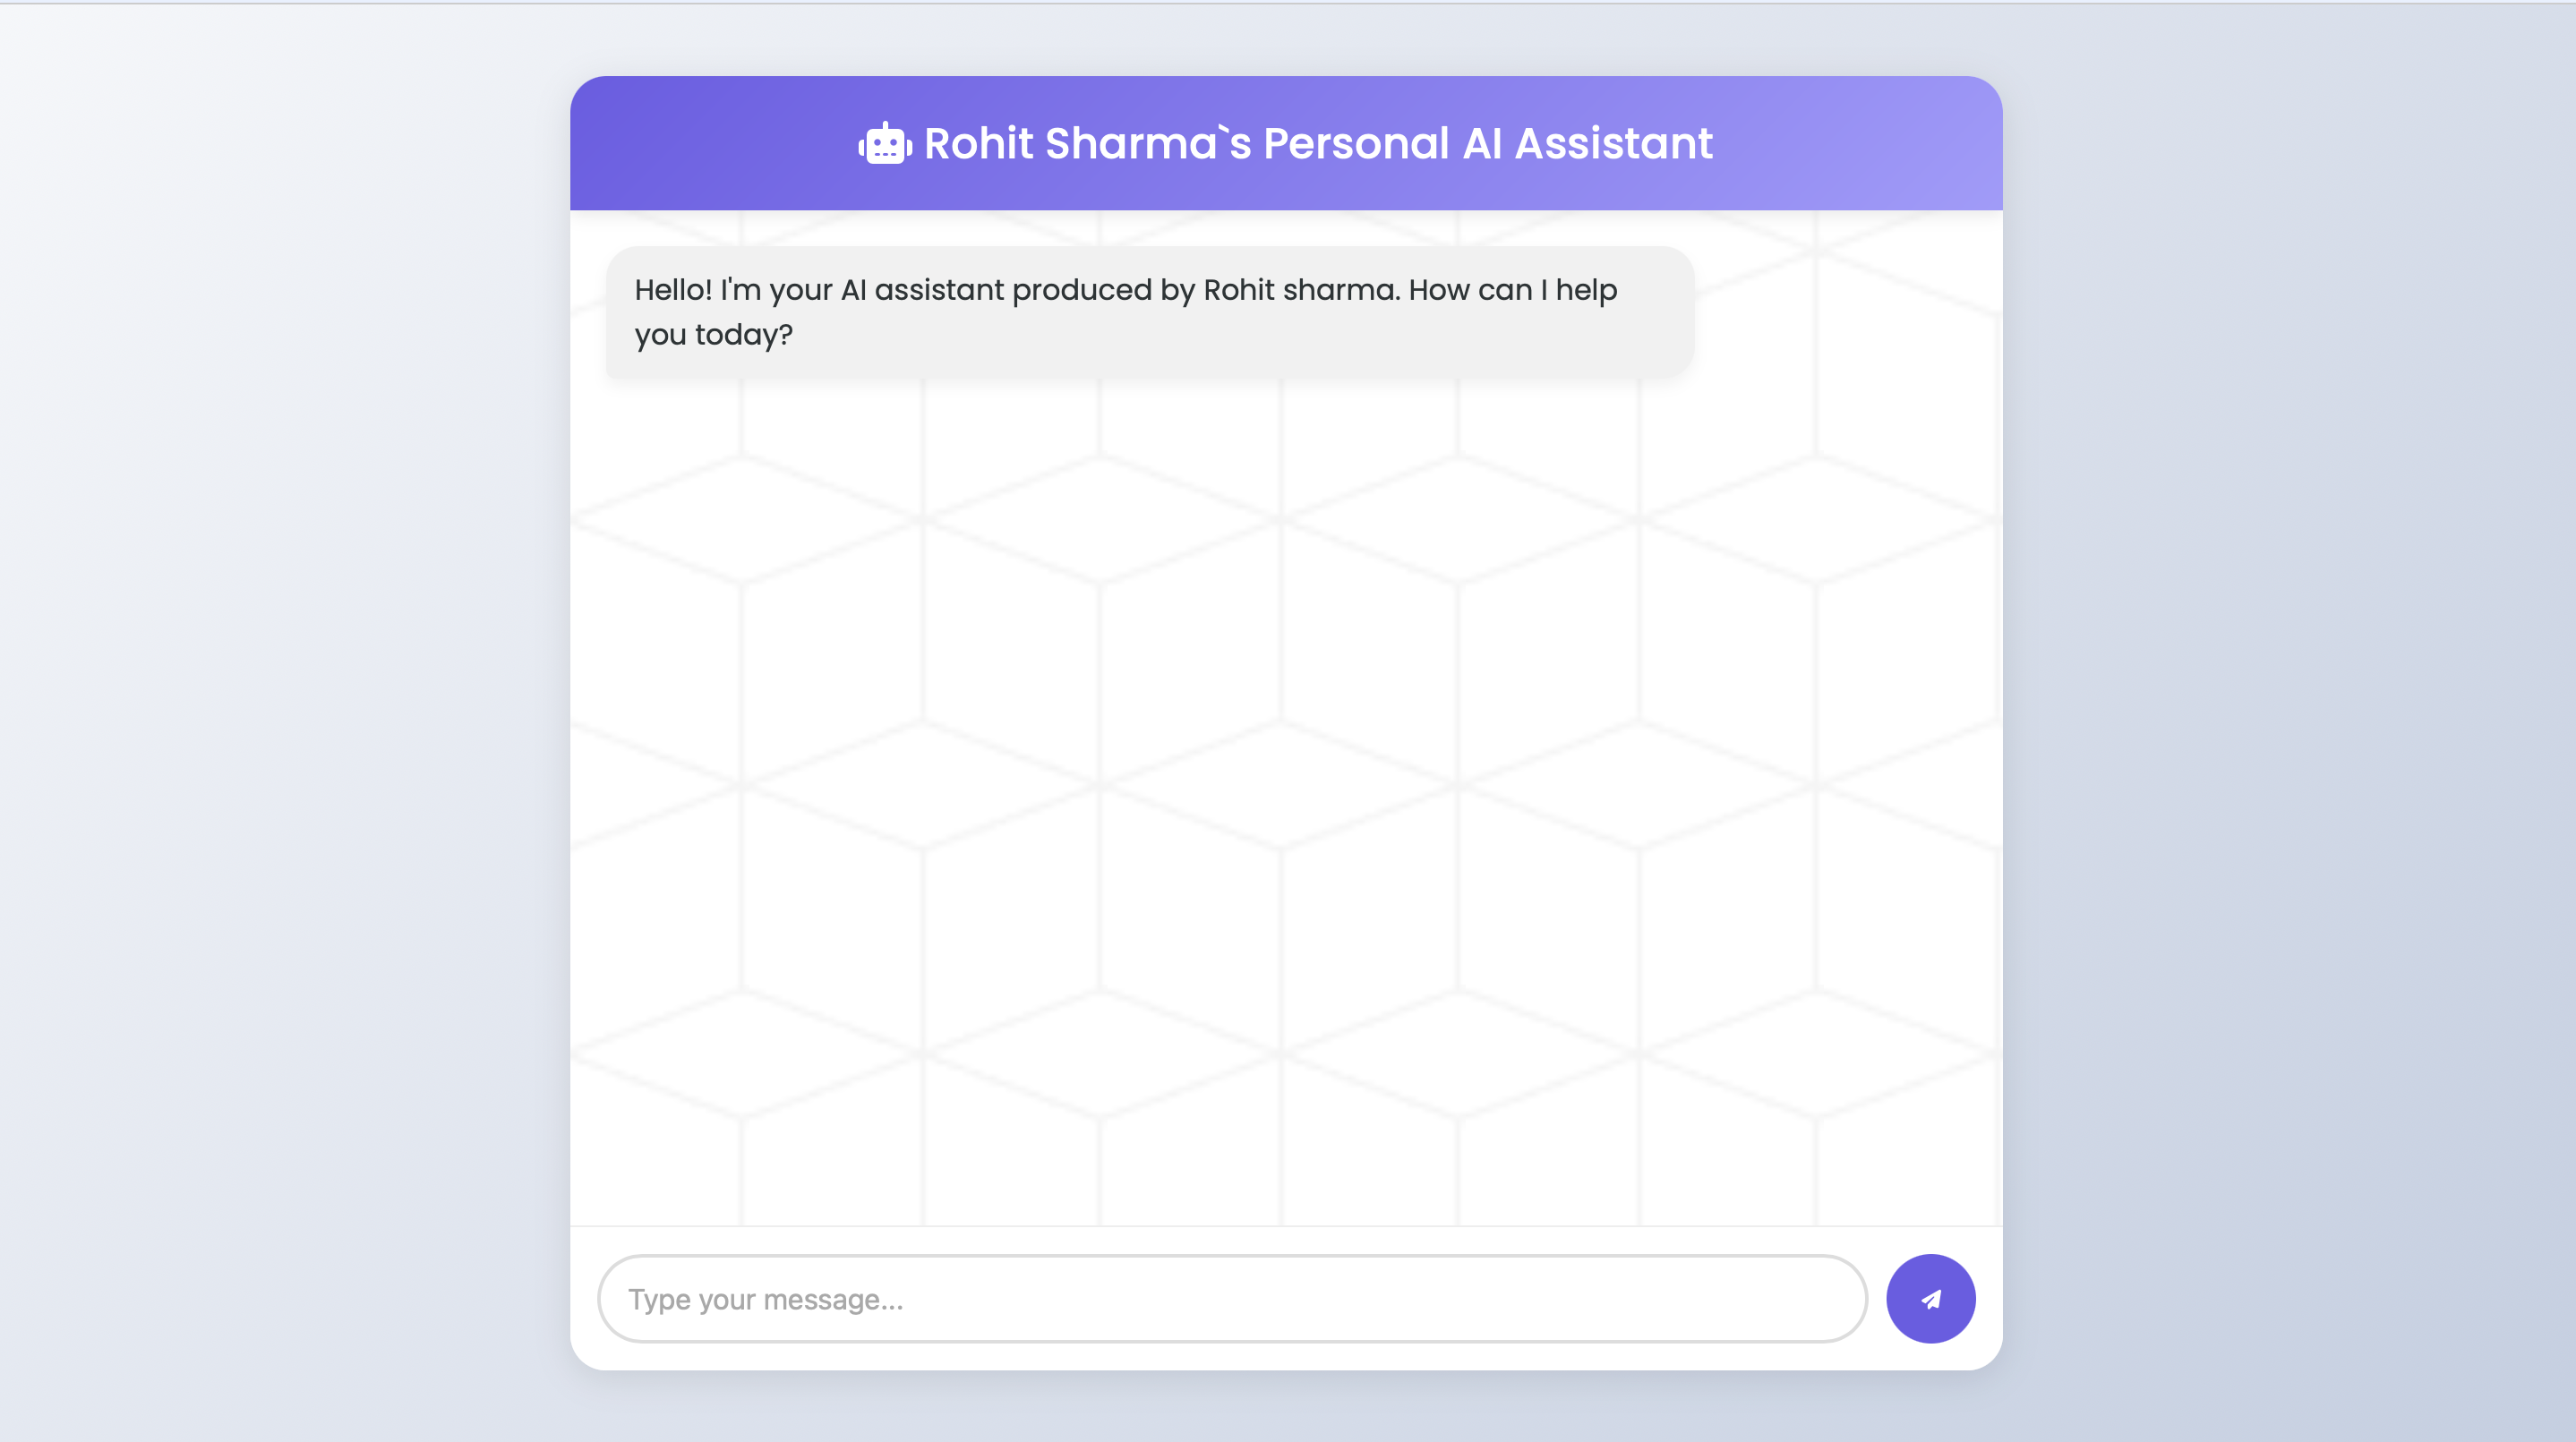 Rohit Sharma`s Personal AI Assistant
Hello! I'm your AI assistant produced by Rohit sharma. How can I help
you today?
Type your message...